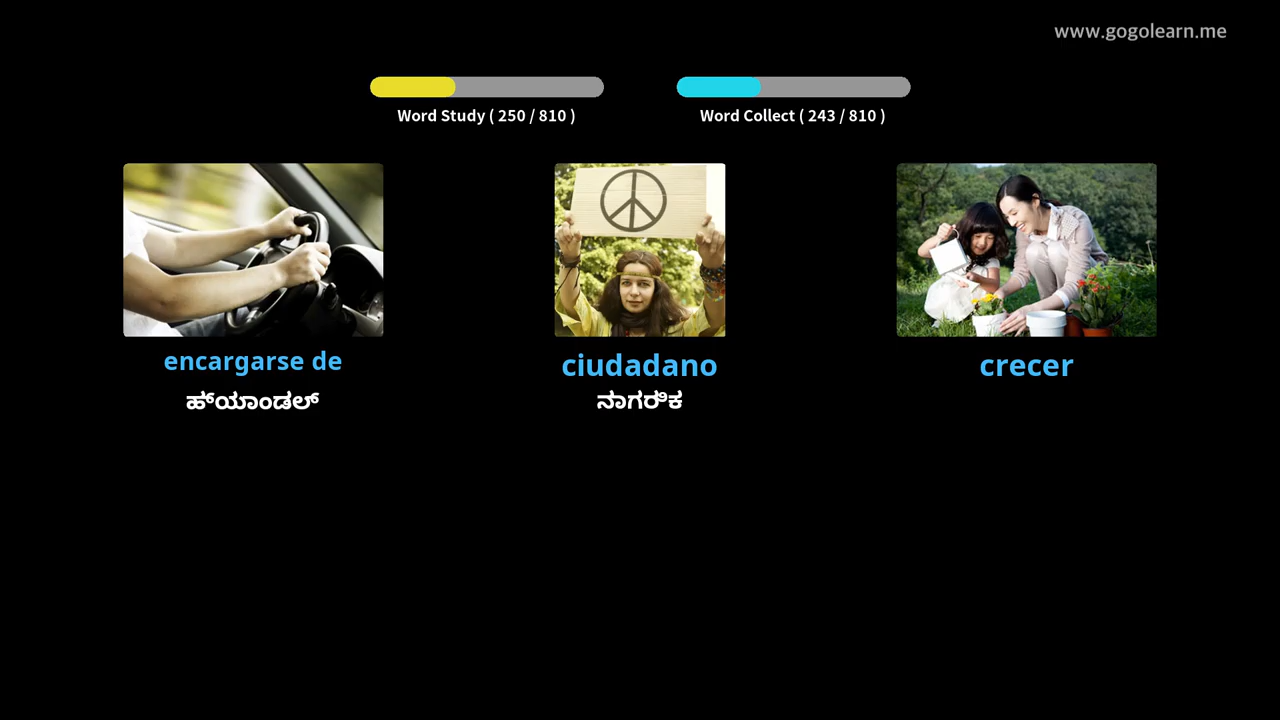 www.gogolearn.me
Word Study ( 250 / 810 )
Word Collect ( 243 / 810 )
encargarse de
ಹ್ಯಾಂಡಲ್
ciudadano
ನಾಗರಿಕ
crecer